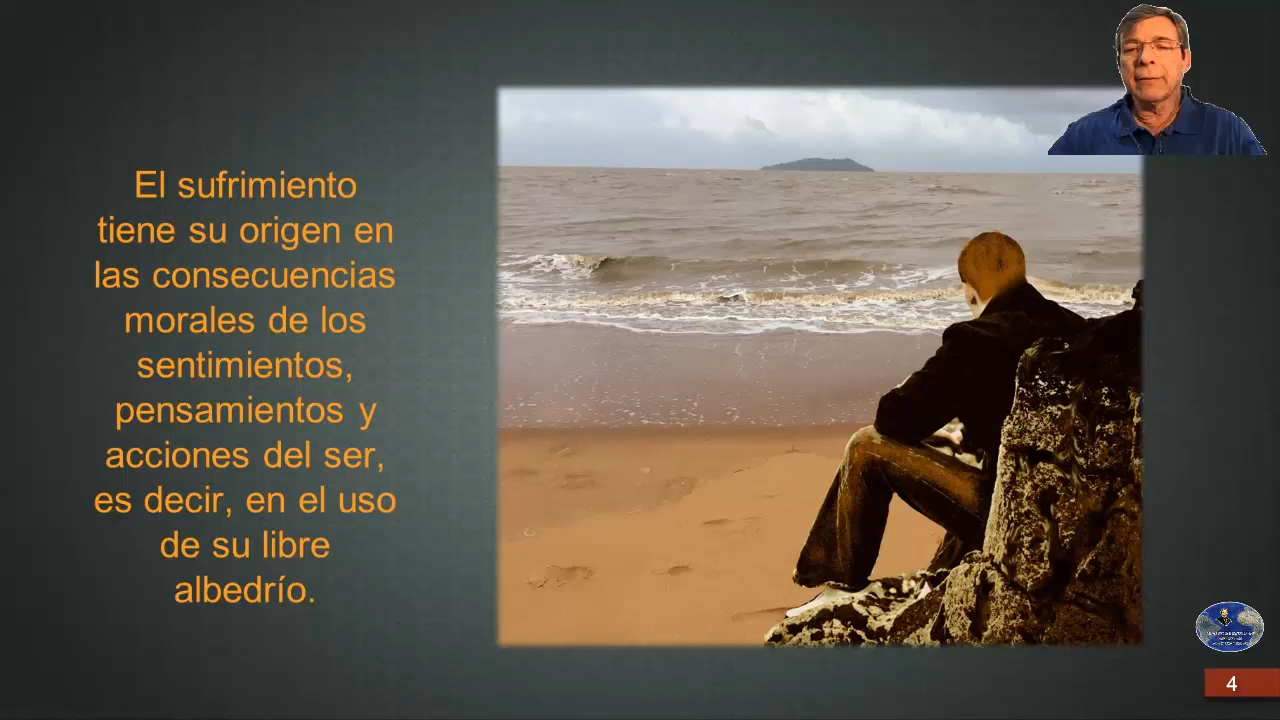 El sufrimiento
tiene su origen en
las consecuencias
morales de los
sentimientos,
pensamientos y
acciones del ser,
es decir, en el uso
de su libre
albedrío.
4